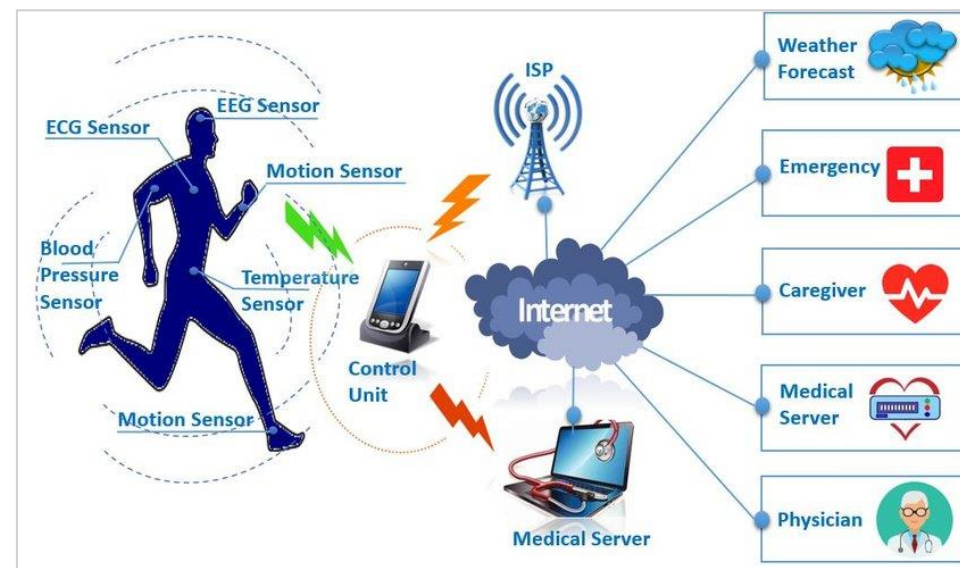 EEG Sensor
ECG Sensor
Motion Sensor
Blood
Pressure
Sensor
Temperature
Sensor
Motion Sensor
Control
Unit
ISP
Internet
Medical Server
Weather
Forecast
Emergency
Caregiver
Medical
Server
Physician